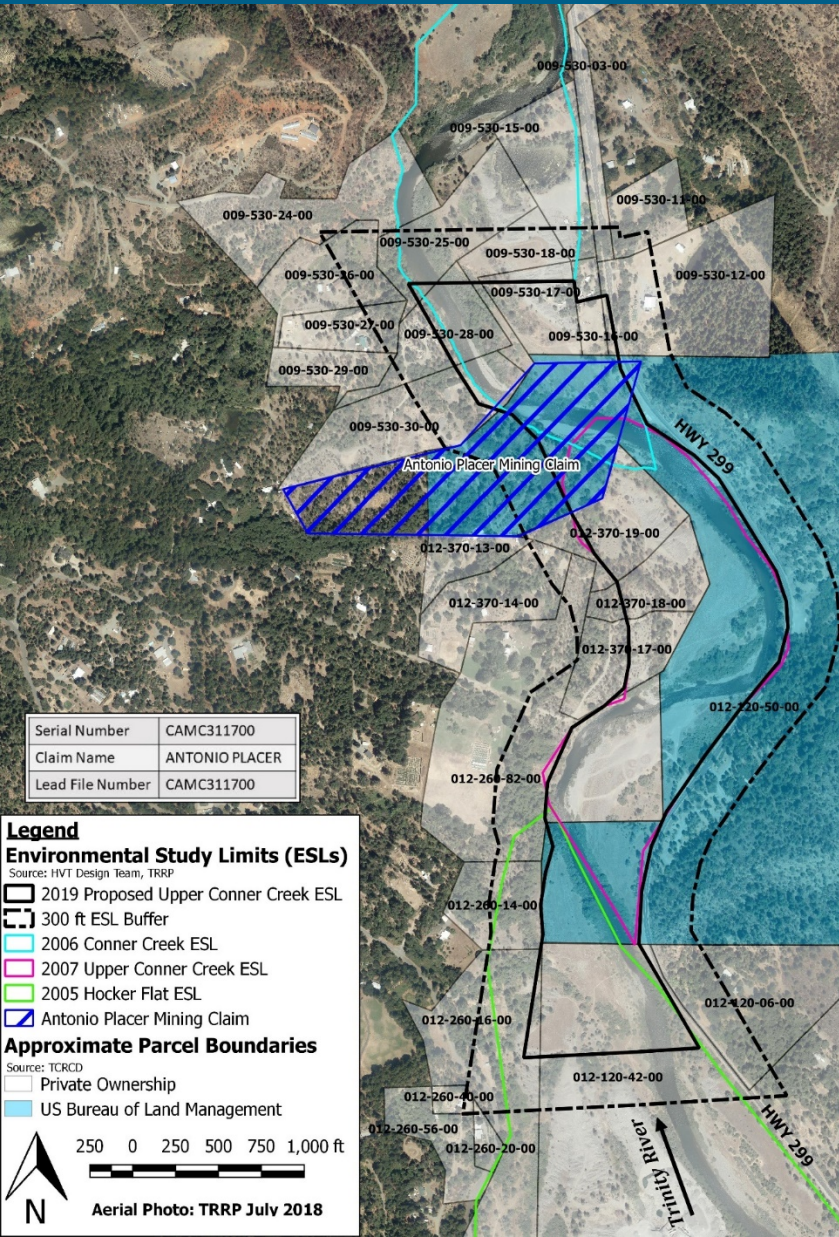 009-530-03-00
009-530-15-00
009-530-11-00
009-530-24-00
009-530-25-00
009-530-18-00
009-530-26-00
009-530-12-00
009-530-17-00
009-530-27-00
009-530-28-00
009-530-16-00
009-530-29-00
009-530-30-00
HWY 299
Antonio Placer Mining Claim
012-370-19-00
012-370-13-00
012-370-14-00
012-370-18-00
012-370-17-00
012-120-50-00
Serial Number CAMC311700
Claim Name ANTONIO PLACER
Lead File Number CAMC311700
012-260-82-00
012-260-14-00
012-260-16-00
012-120-06-00
012-120-42-00
012-260-40-00
012-260-56-00
012-260-20-00
HWY 299
Trinity River
Legend
Environmental Study Limits (ESLs)
Source: HVT Design Team, TRRP
2019 Proposed Upper Conner Creek ESL
300 ft ESL Buffer
2006 Conner Creek ESL
2007 Upper Conner Creek ESL
2005 Hocker Flat ESL
Antonio Placer Mining Claim
Approximate Parcel Boundaries
Source: TCRCD
Private Ownership
US Bureau of Land Management
250 0 250 500 750 1,000 ft
N
Aerial Photo: TRRP July 2018